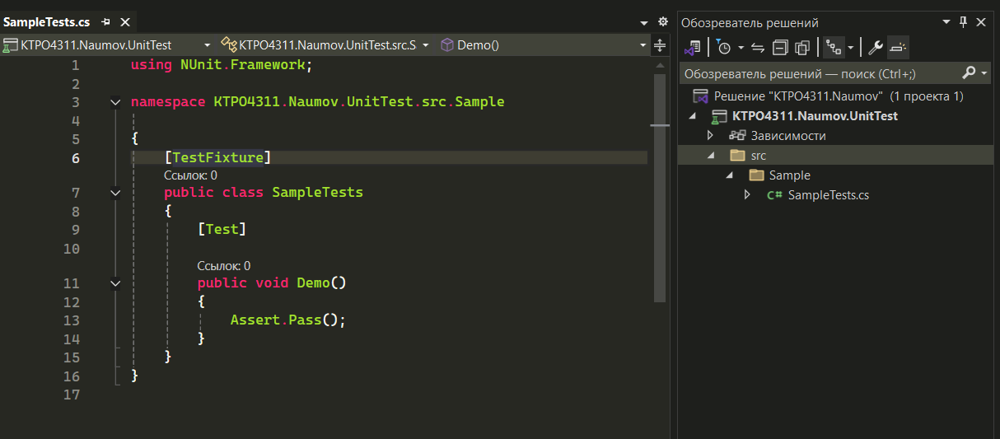 SampleTests.cs
KTPO4311.Naumov.UnitTest
KTPO4311.Naumov.UnitTest.src.S
Demo()
1 using NUnit.Framework;
2
3 namespace KTPO4311.Naumov.UnitTest.src.Sample
4
5 {
6 [TestFixture]
Ссылок: 0
7 public class SampleTests
8 {
9 [Test]
10
Ссылок: 0
11 public void Demo()
12 {
13 Assert.Pass();
14 }
15 }
16 }
17
Обозреватель решений
Обозреватель решений — поиск (Ctrl+;)
Решение "KTPO4311.Naumov" (1 проекта 1)
KTPO4311.Naumov.UnitTest
Зависимости
src
Sample
C# SampleTests.cs